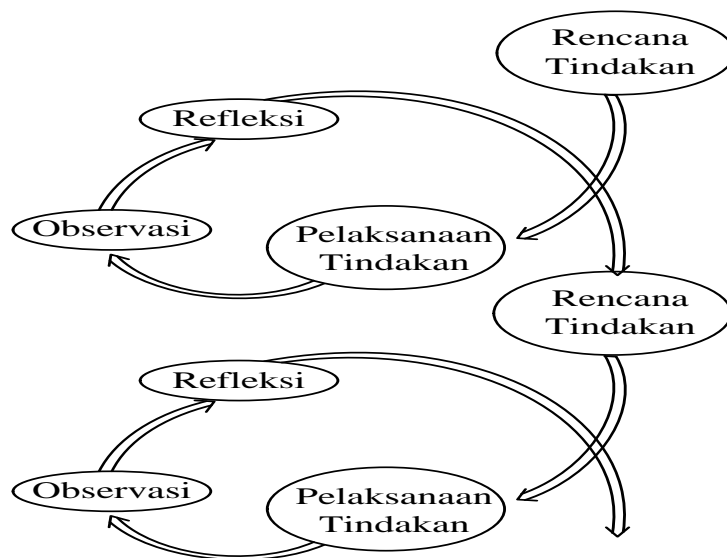 Rencana
Tindakan
Refleksi
Observasi
Pelaksanaan
Tindakan
Rencana
Tindakan
Refleksi
Observasi
Pelaksanaan
Tindakan